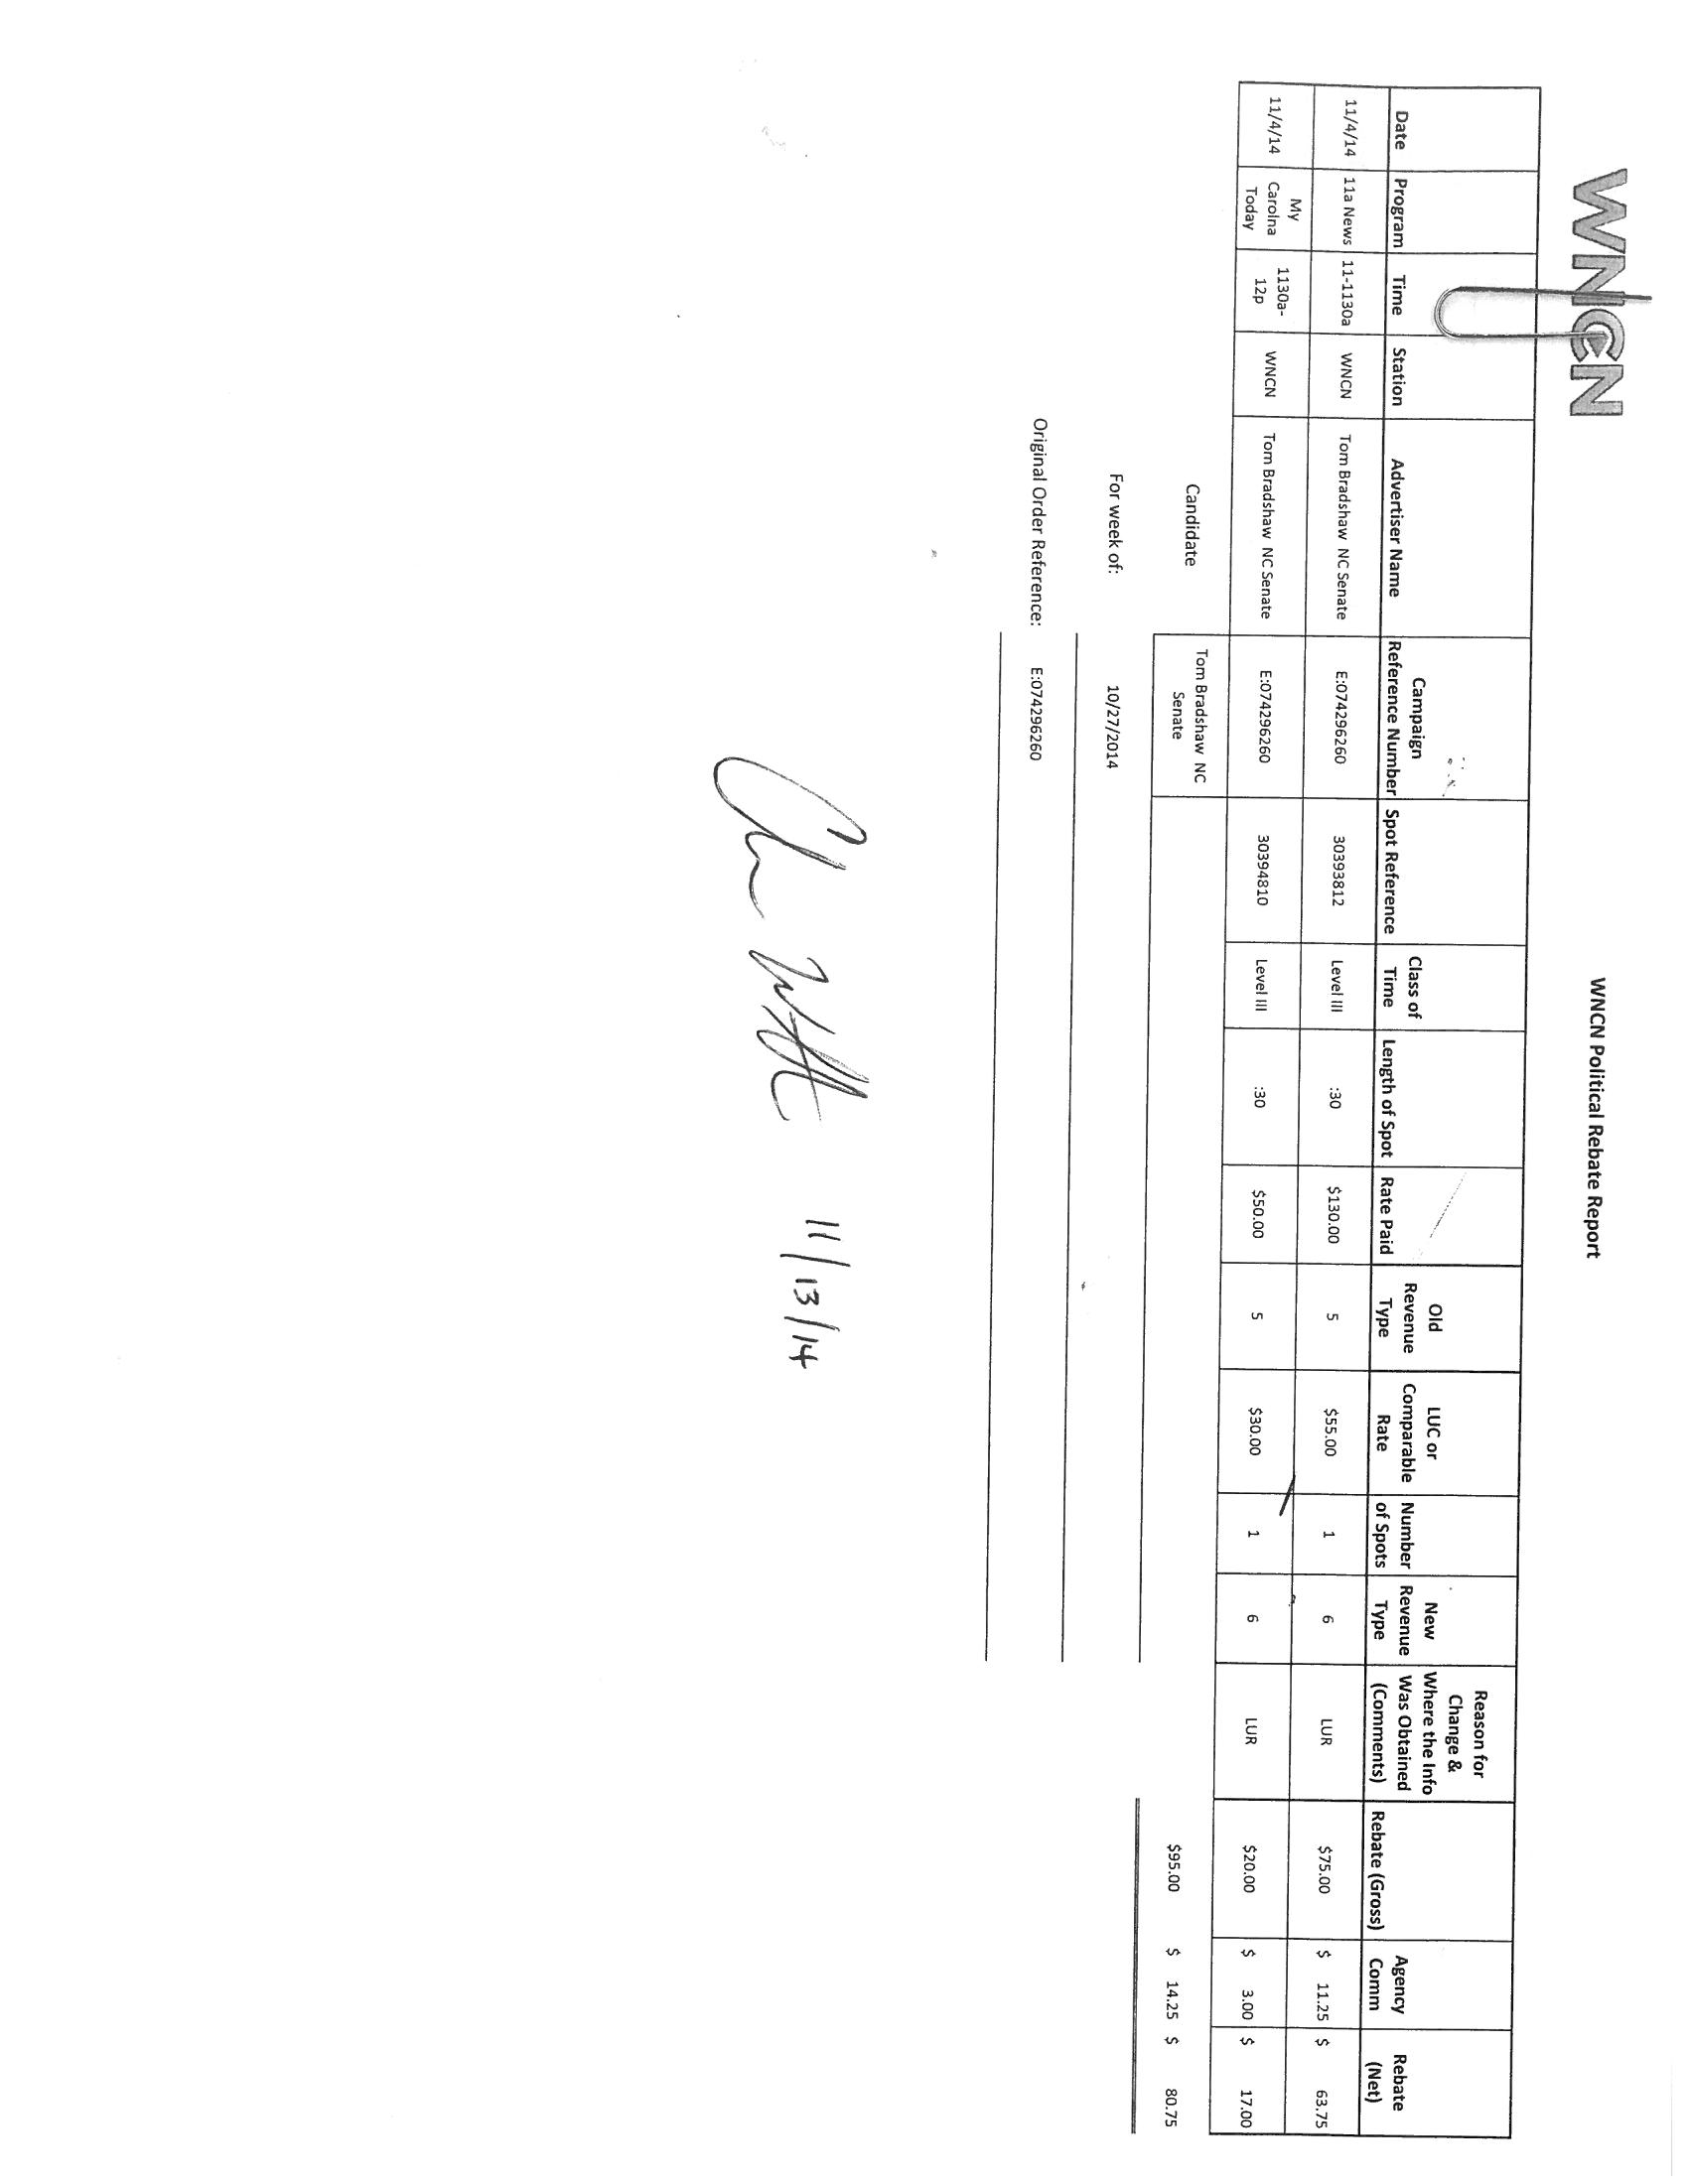 WNCN
WNCN Political Rebate Report
Date Program Time Station Advertiser Name Campaign Reference Number Spot Reference Class of Time Length of Spot Rate Paid Old Revenue Type LUC or Comparable Rate Number of Spots New Revenue Type Reason for Change & Where the Info Was Obtained (Comments) Rebate (Gross) Agency Comm Rebate (Net)
11/4/14 11a News 11-1130a WNCN Tom Bradshaw NC Senate E:074296260 30393812 Level III :30 $130.00 5 $55.00 1 6 LUR $75.00 $ 11.25 $ 63.75
11/4/14 My Carolna Today 1130a-12p WNCN Tom Bradshaw NC Senate E:074296260 30394810 Level III :30 $50.00 5 $30.00 1 6 LUR $20.00 $ 3.00 $ 17.00
Candidate Tom Bradshaw NC Senate $95.00 $ 14.25 $ 80.75
For week of: 10/27/2014
Original Order Reference: E:074296260
11/13/14